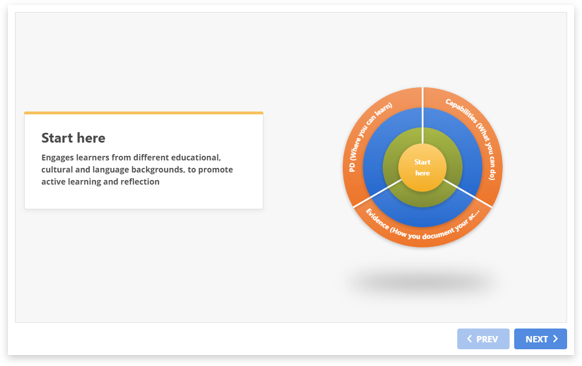 Start here
Engages learners from different educational,
cultural and language backgrounds, to promote
active learning and reflection
PD (Where you can learn)
Capabilities (What you can do)
Start
here
Evidence (How you document your ac...
PREV
NEXT